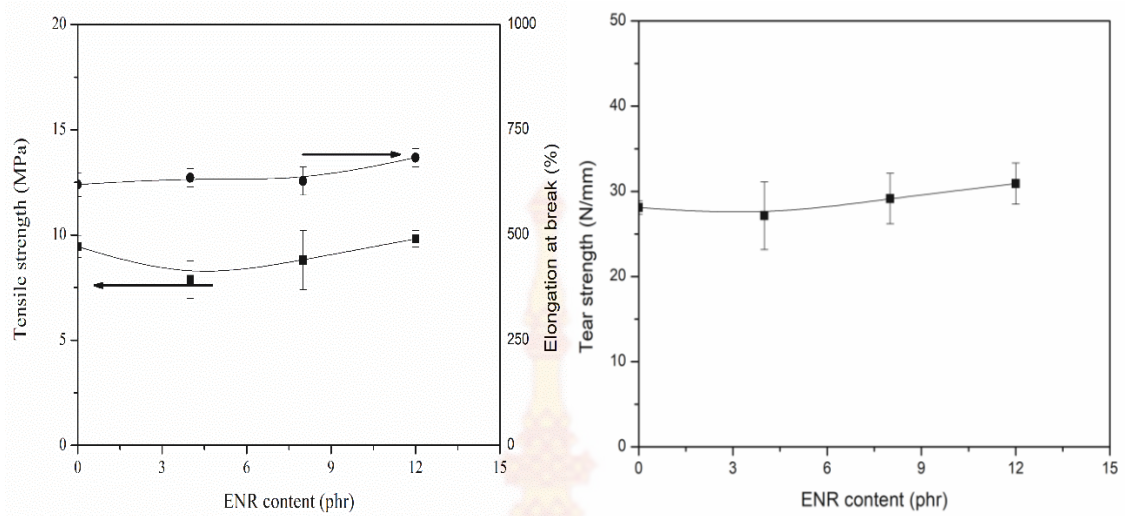 20
15
10
5
0
Tensile strength (MPa)
1000
750
500
250
0
Elongation at break (%)
0 3 6 9 12 15
ENR content (phr)
50
40
30
20
10
0
Tear strength (N/mm)
0 3 6 9 12 15
ENR content (phr)